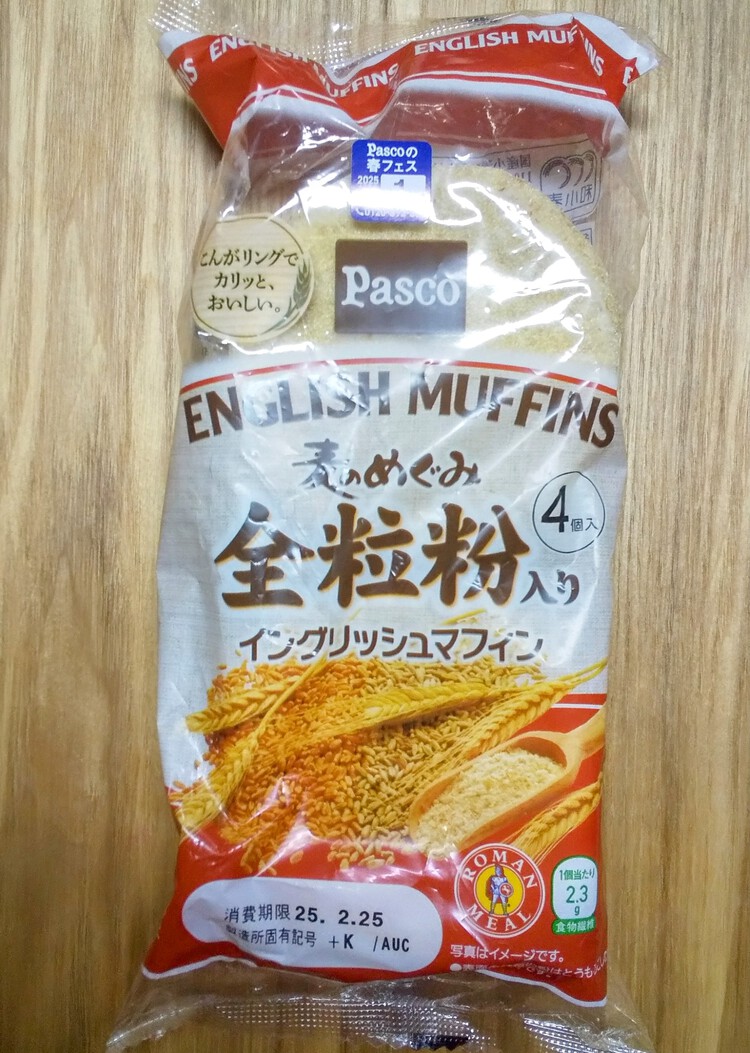 ENGLISH MUFFINS
ENGLISH MUFFINS
Pascoの
春フェス
2025
1
こんがリングで
カリッと、
おいしい。
Pasco
ENGLISH MUFFINS
麦のめぐみ
全粒粉入り
4個入
イングリッシュマフィン
ROMAN
MEAL
1個当たり
2.3
g
食物繊維
消費期限 25. 2.25
製造所固有記号 +K /AUC
写真はイメージです。